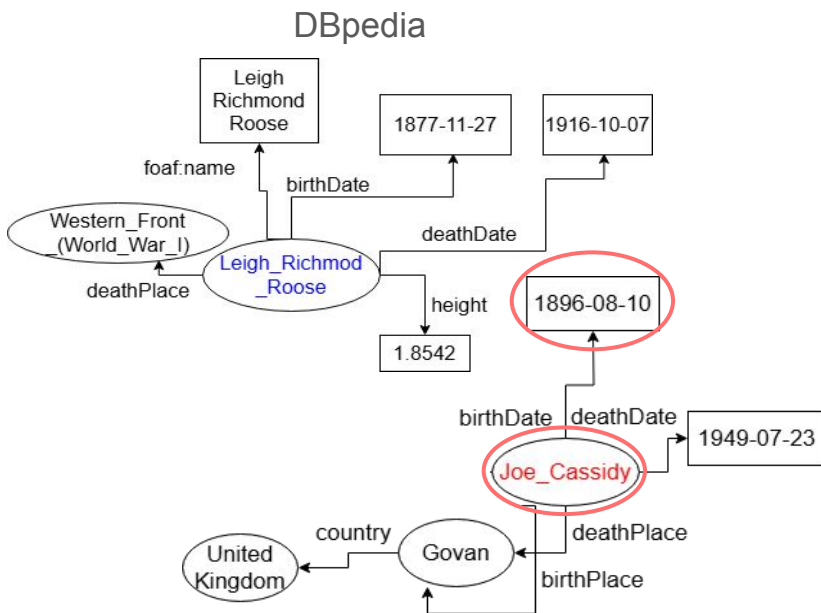 DBpedia
Leigh
Richmond
Roose
1877-11-27
1916-10-07
foaf:name
birthDate
Western_Front
_(World_War_I)
deathDate
Leigh_Richmod
_Roose
deathPlace
height
1896-08-10
1.8542
birthDate
deathDate
1949-07-23
Joe_Cassidy
country
deathPlace
United
Kingdom
Govan
birthPlace